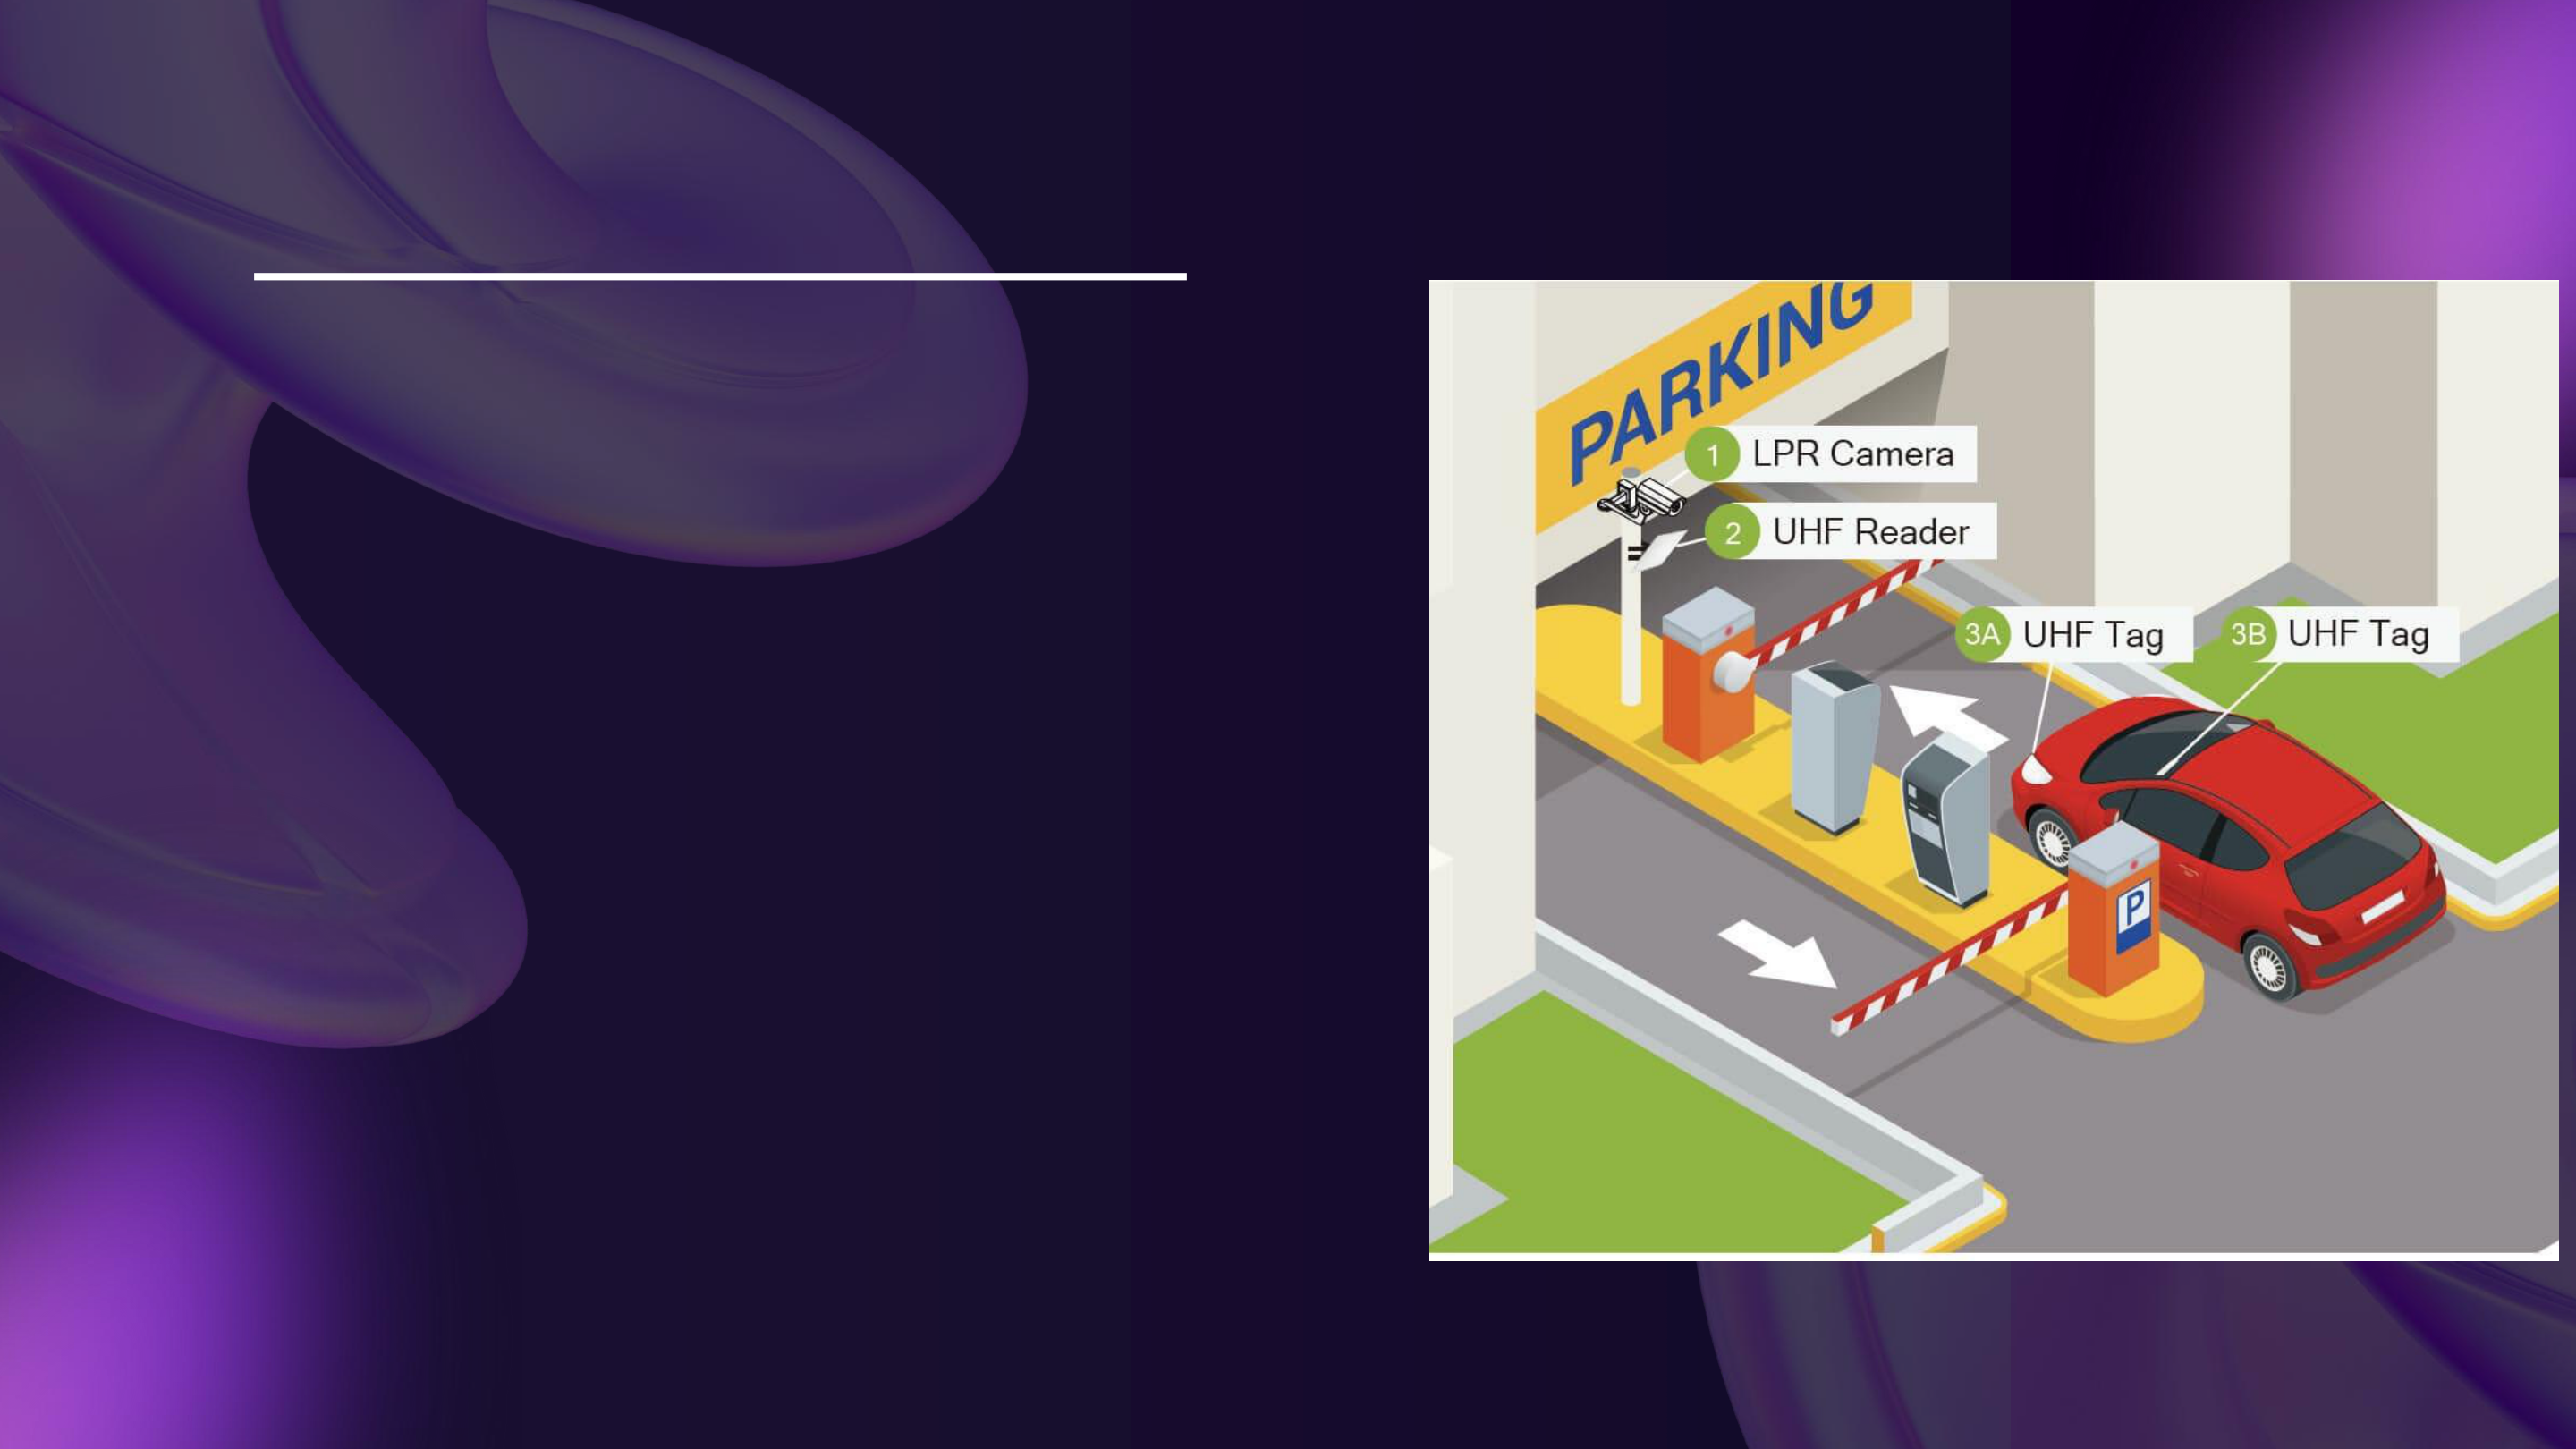 PARKING
1 LPR Camera
2 UHF Reader
3A UHF Tag
3B UHF Tag
P